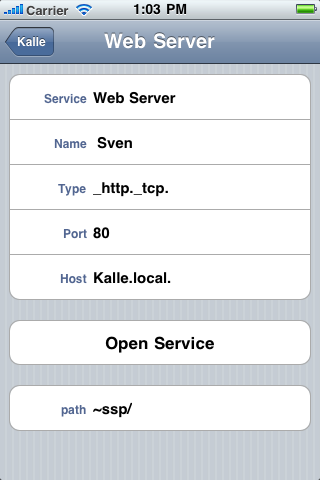 Carrier 1:03 PM
Kalle Web Server
Service Web Server
Name Sven
Type _http._tcp.
Port 80
Host Kalle.local.
Open Service
path ~ssp/